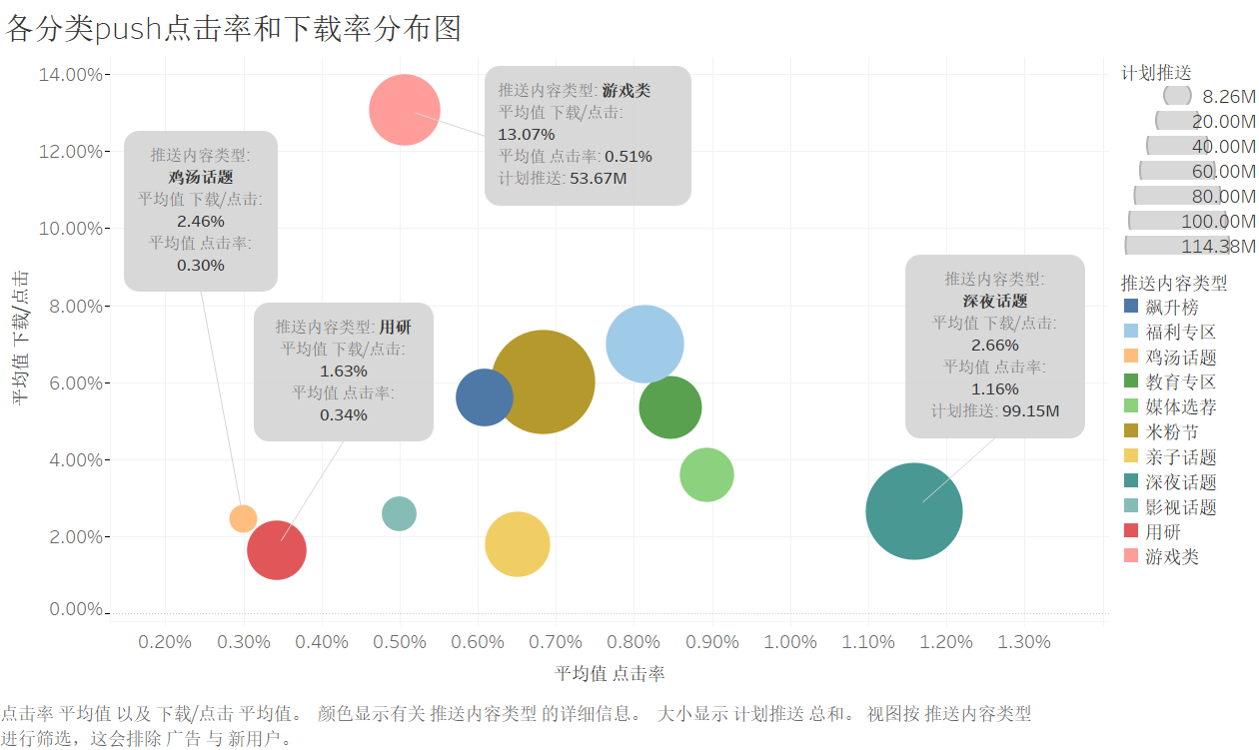 各分类push点击率和下载率分布图
14.00%
12.00%
10.00%
8.00%
6.00%
4.00%
2.00%
0.00%
平均值 下载/点击
推送内容类型:
鸡汤话题
平均值 下载/点击:
2.46%
平均值 点击率:
0.30%
推送内容类型: 用研
平均值 下载/点击:
1.63%
平均值 点击率:
0.34%
推送内容类型: 游戏类
平均值 下载/点击:
13.07%
平均值 点击率: 0.51%
计划推送: 53.67M
推送内容类型:
深夜话题
平均值 下载/点击:
2.66%
平均值 点击率:
1.16%
计划推送: 99.15M
0.20% 0.30% 0.40% 0.50% 0.60% 0.70% 0.80% 0.90% 1.00% 1.10% 1.20% 1.30%
平均值 点击率
计划推送
8.26M
20.00M
40.00M
60.00M
80.00M
100.00M
114.38M
推送内容类型
飙升榜
福利专区
鸡汤话题
教育专区
媒体选荐
米粉节
亲子话题
深夜话题
影视话题
用研
游戏类
点击率 平均值 以及 下载/点击 平均值。 颜色显示有关 推送内容类型 的详细信息。 大小显示 计划推送 总和。 视图按 推送内容类型
进行筛选，这会排除 广告 与 新用户。